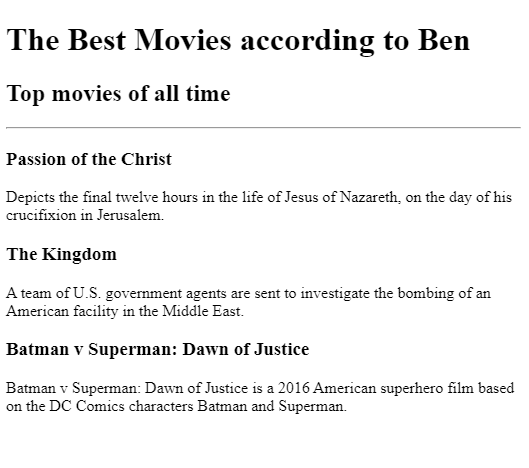 The Best Movies according to Ben
Top movies of all time
Passion of the Christ
Depicts the final twelve hours in the life of Jesus of Nazareth, on the day of his
crucifixion in Jerusalem.
The Kingdom
A team of U.S. government agents are sent to investigate the bombing of an
American facility in the Middle East.
Batman v Superman: Dawn of Justice
Batman v Superman: Dawn of Justice is a 2016 American superhero film based
on the DC Comics characters Batman and Superman.